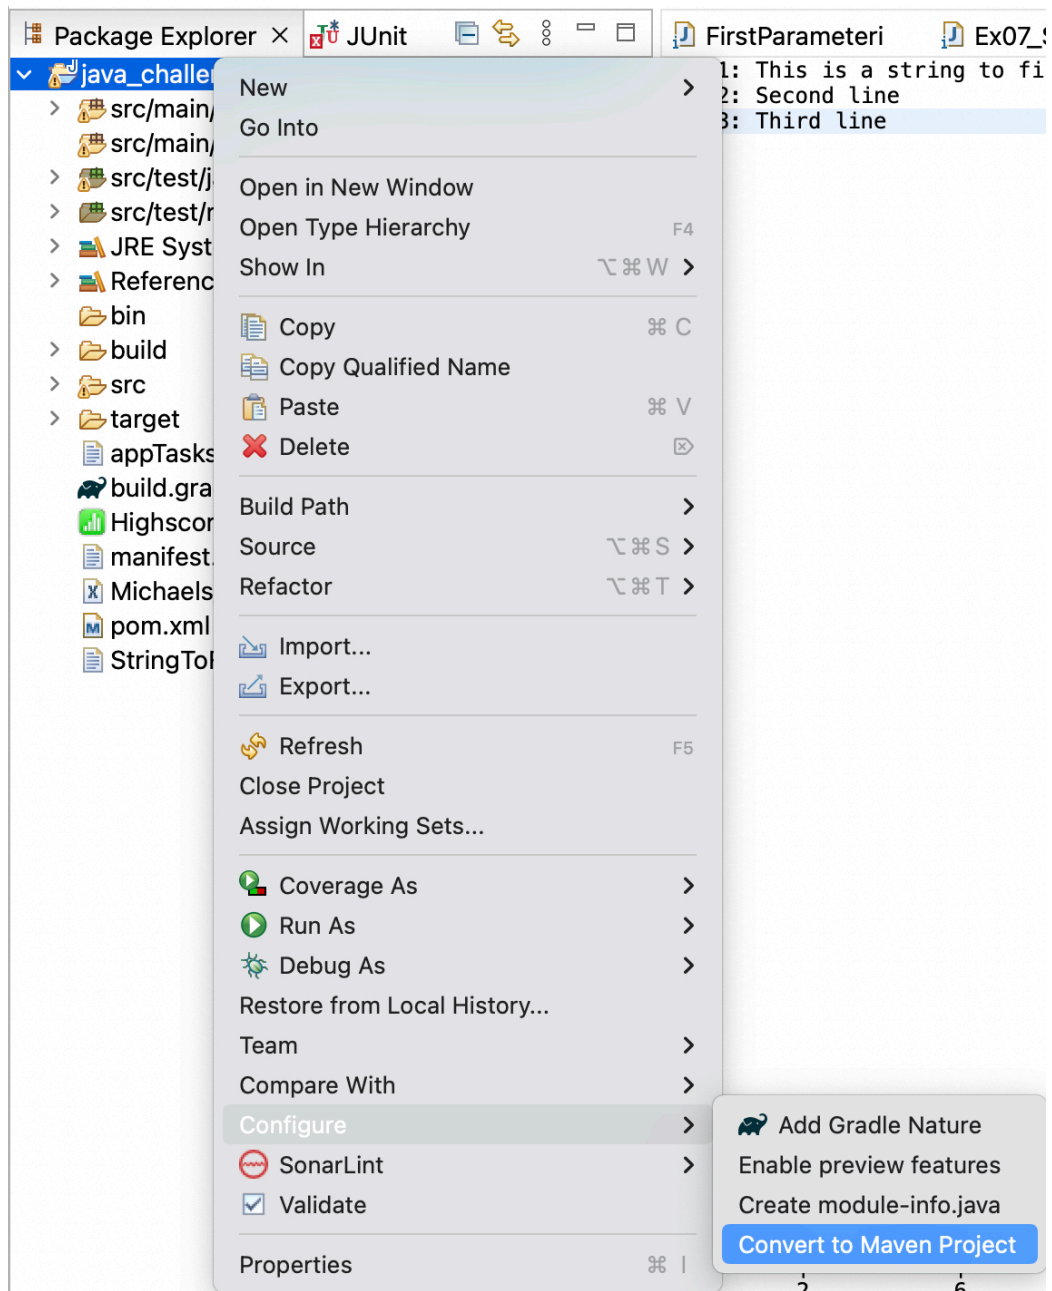 Package Explorer
JUnit
FirstParameteri
Ex07_
java_challe
1: This is a string to fi
2: Second line
3: Third line
src/main/
src/main/
src/test/j
src/test/r
JRE Syst
Referenc
bin
build
src
target
appTasks
build.gra
Highscor
manifest.
Michaels
pom.xml
StringTo
New
Go Into
Open in New Window
Open Type Hierarchy F4
Show In ⌥⌘W
Copy ⌘ C
Copy Qualified Name
Paste ⌘ V
Delete
Build Path
Source ⌥⌘S
Refactor ⌥⌘T
Import...
Export...
Refresh F5
Close Project
Assign Working Sets...
Coverage As
Run As
Debug As
Restore from Local History...
Team
Compare With
Configure
SonarLint
Validate
Properties ⌘ I
Add Gradle Nature
Enable preview features
Create module-info.java
Convert to Maven Project